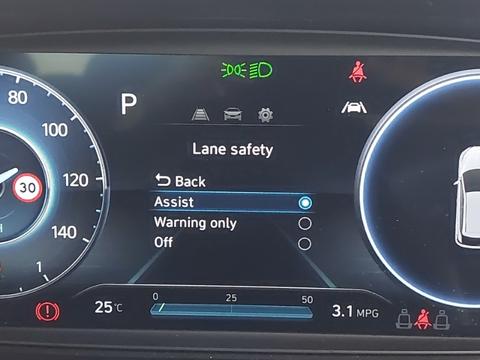 80
P
100
Lane safety
Back
30
120
Assist
Warning only
140
Off
25°C
0 25 50
3.1 MPG